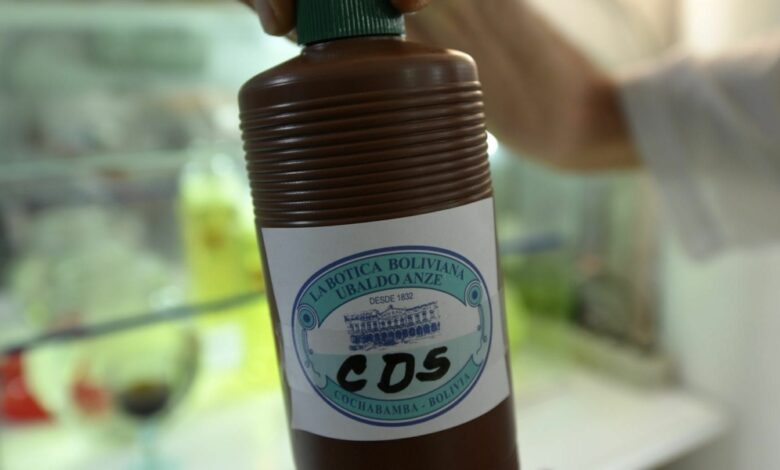 LA BOTICA BOLIVIANA
UBALDO ANZE
DESDE 1832
CDS
COCHABAMBA - BOLIVIA